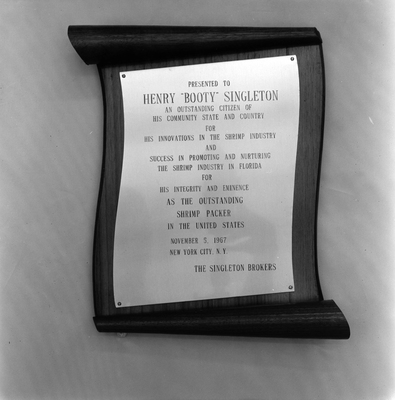 PRESENTED TO
HENRY "BOOTY" SINGLETON
AN OUTSTANDING CITIZEN OF
HIS COMMUNITY STATE AND COUNTRY
FOR
HIS INNOVATIONS IN THE SHRIMP INDUSTRY
AND
SUCCESS IN PROMOTING AND NURTURING
THE SHRIMP INDUSTRY IN FLORIDA
FOR
HIS INTEGRITY AND EMINENCE
AS THE OUTSTANDING
SHRIMP PACKER
IN THE UNITED STATES
NOVEMBER 5, 1967
NEW YORK CITY, N.Y.
THE SINGLETON BROKERS